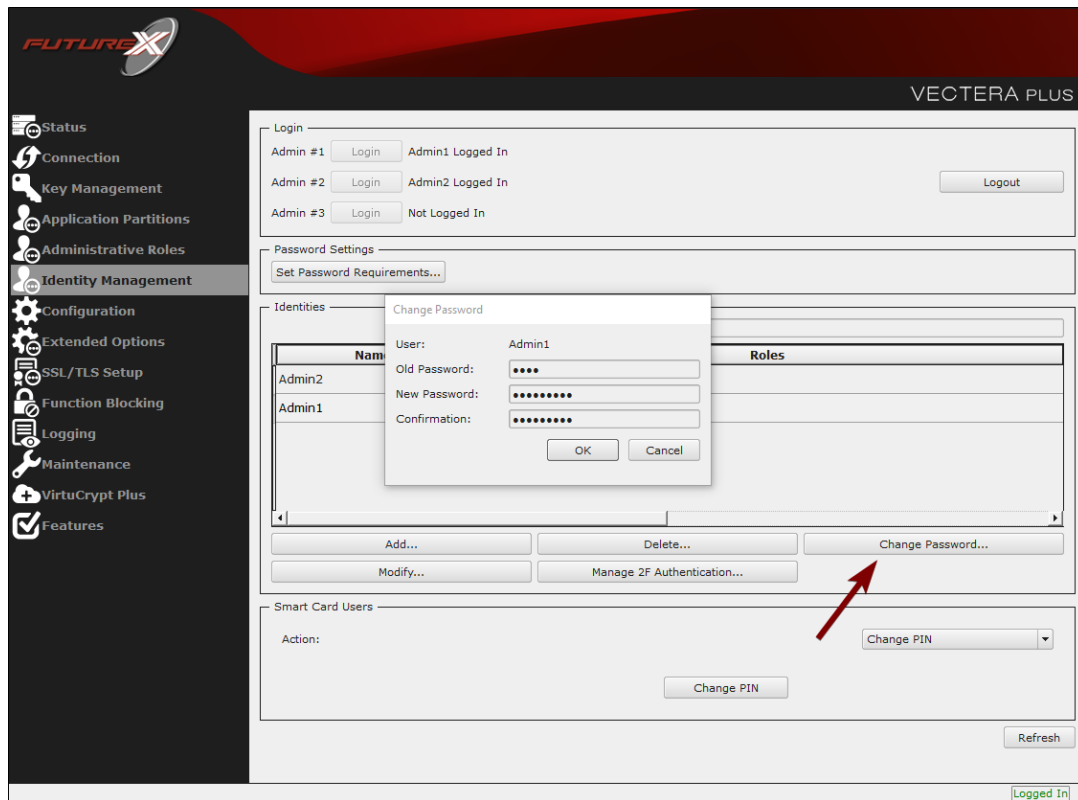 FUTUREX
VECTERA PLUS
Status
Connection
Key Management
Application Partitions
Administrative Roles
Identity Management
Configuration
Extended Options
SSL/TLS Setup
Function Blocking
Logging
Maintenance
VirtuCrypt Plus
Features
Login
Admin #1 Login Admin1 Logged In
Admin #2 Login Admin2 Logged In
Logout
Admin #3 Login Not Logged In
Password Settings
Set Password Requirements...
Identities
Roles
Admin2
Admin1
Change Password
User: Admin1
Old Password:
New Password:
Confirmation:
OK Cancel
Add... Delete... Change Password...
Modify... Manage 2F Authentication...
Smart Card Users
Action: Change PIN
Change PIN
Refresh
Logged In